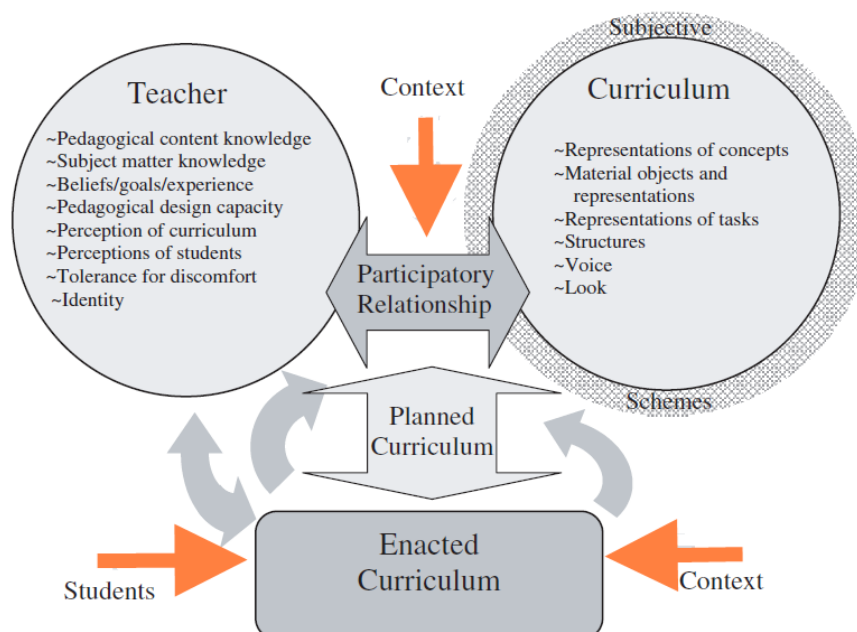 Subjective
Teacher
~Pedagogical content knowledge
~Subject matter knowledge
~Beliefs/goals/experience
~Pedagogical design capacity
~Perception of curriculum
~Perceptions of students
~Tolerance for discomfort
~Identity
Context
Curriculum
~Representations of concepts
~Material objects and
representations
~Representations of tasks
~Structures
~Voice
~Look
Participatory
Relationship
Schemes
Planned
Curriculum
Enacted
Curriculum
Students
Context